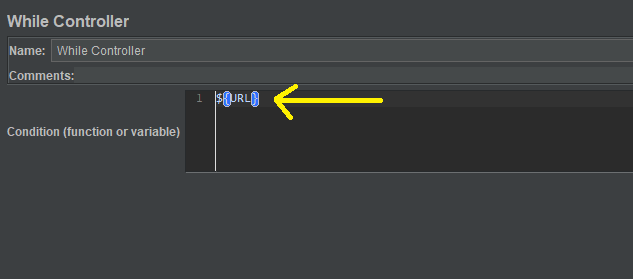 While Controller
Name: While Controller
Comments:
1 ${URL}
Condition (function or variable)